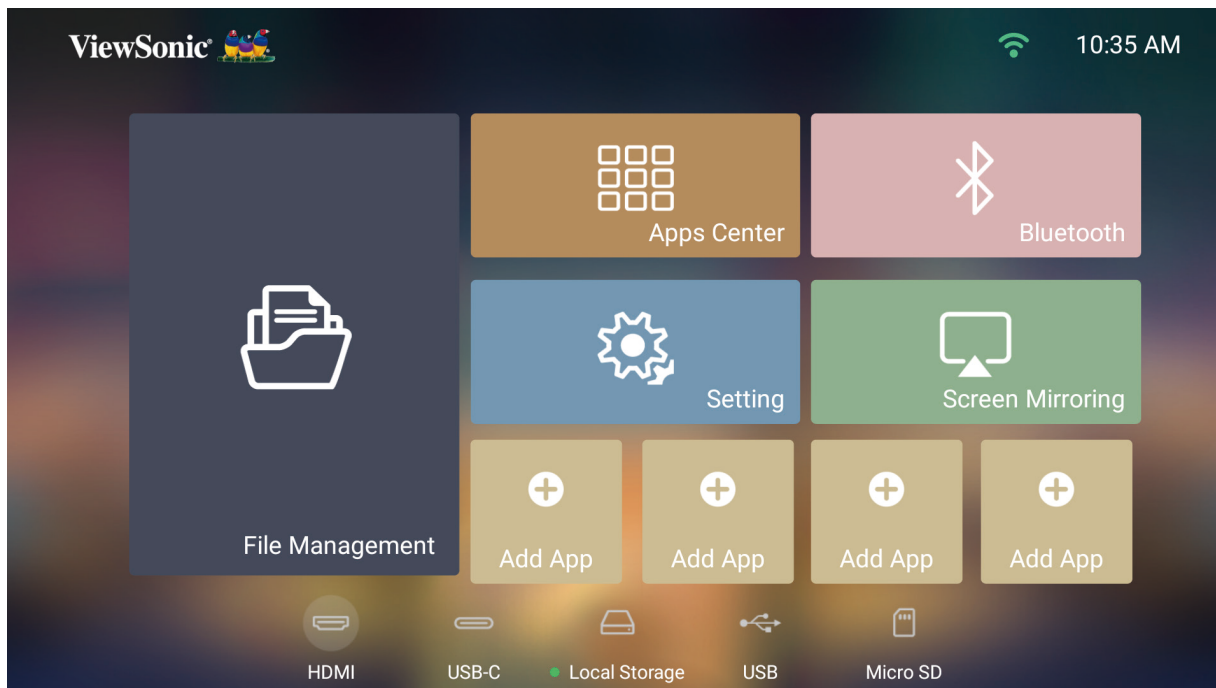 ViewSonic
10:35 AM
Apps Center
Bluetooth
Setting
Screen Mirroring
File Management
Add App
Add App
Add App
Add App
HDMI
USB-C
Local Storage
USB
Micro SD